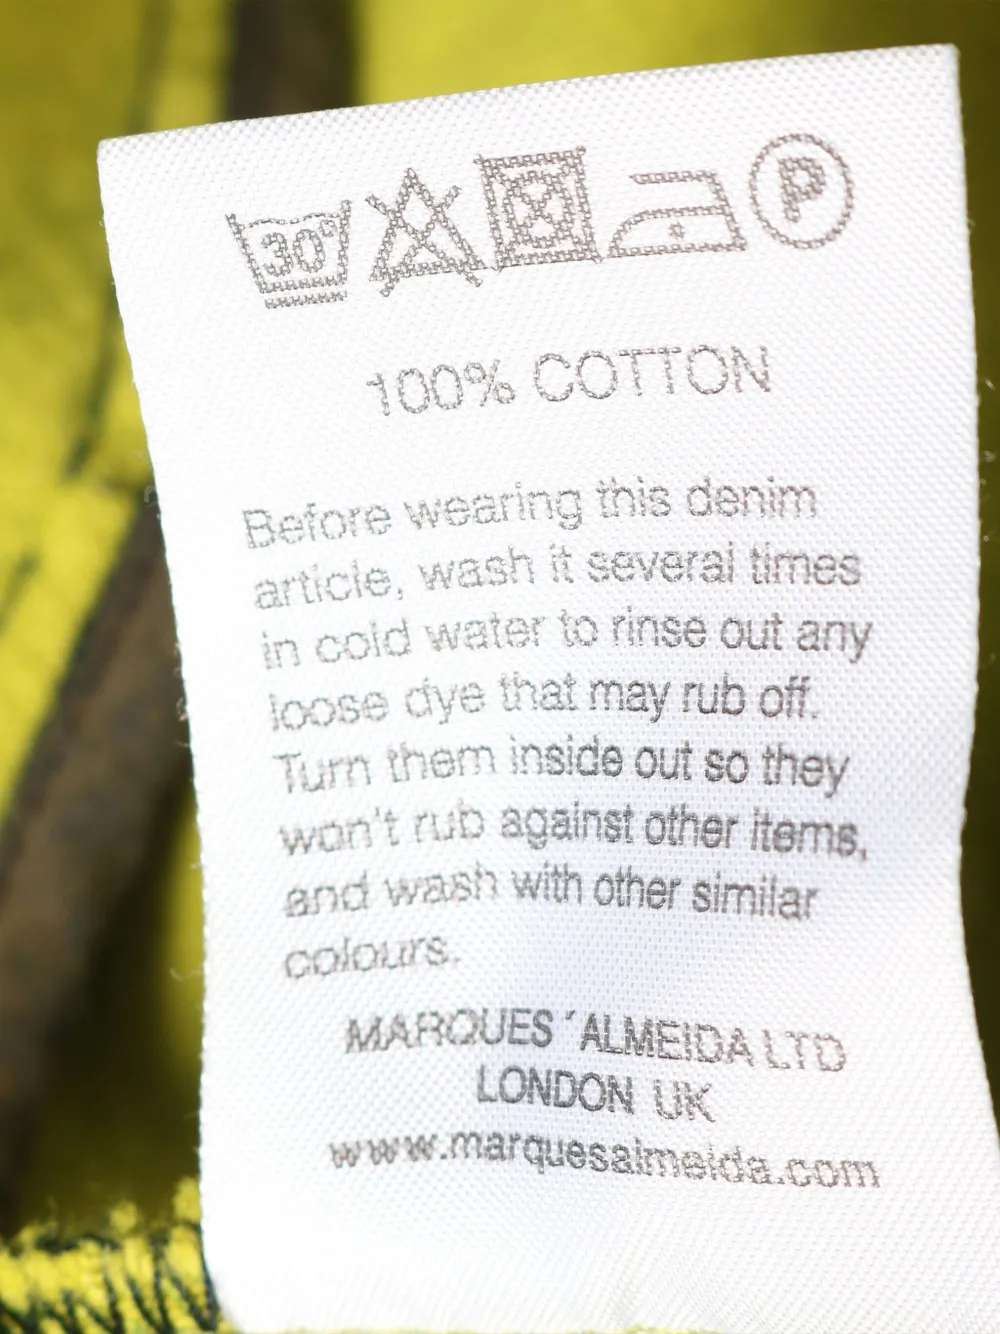 30°
P
100% COTTON
Before wearing this denim
article, wash it several times
in cold water to rinse out any
loose dye that may rub off.
Turn them inside out so they
won't rub against other items,
and wash with other similar
colours.
MARQUES ´ALMEIDA LTD
LONDON UK
www.marquesalmeida.com